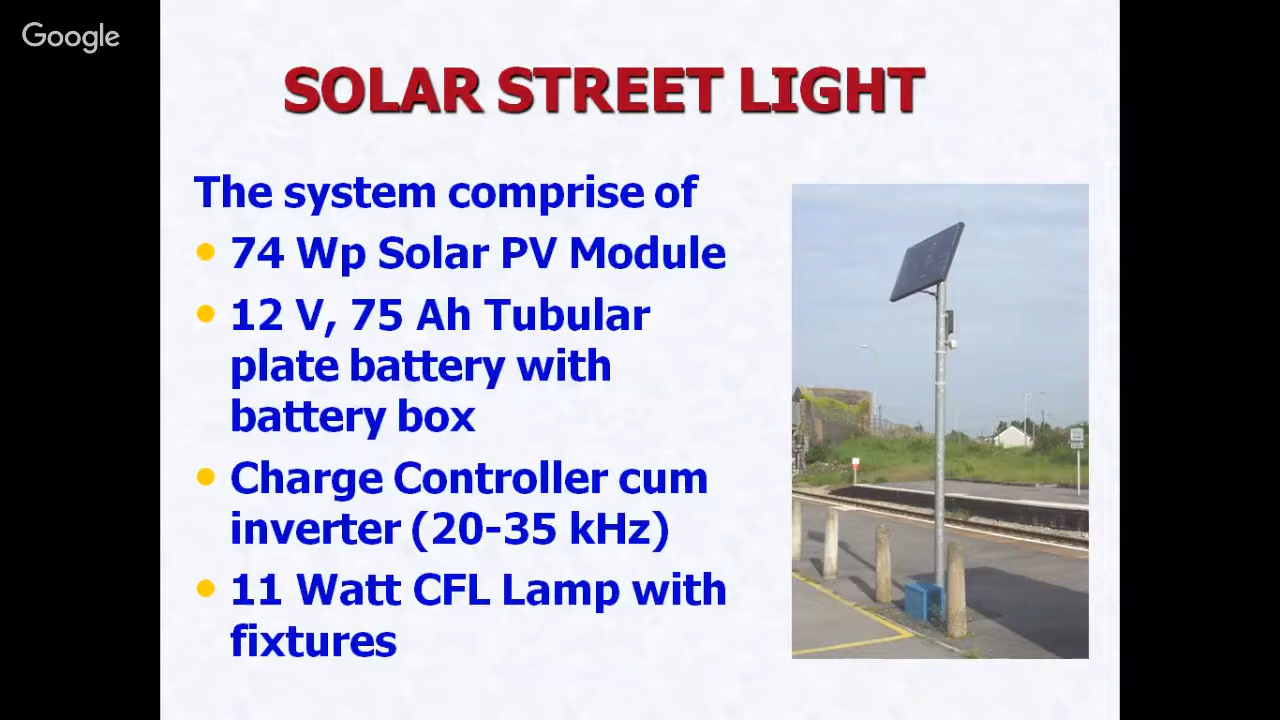 Google
SOLAR STREET LIGHT
The system comprise of
• 74 Wp Solar PV Module
• 12 V, 75 Ah Tubular
plate battery with
battery box
• Charge Controller cum
inverter (20-35 kHz)
• 11 Watt CFL Lamp with
fixtures